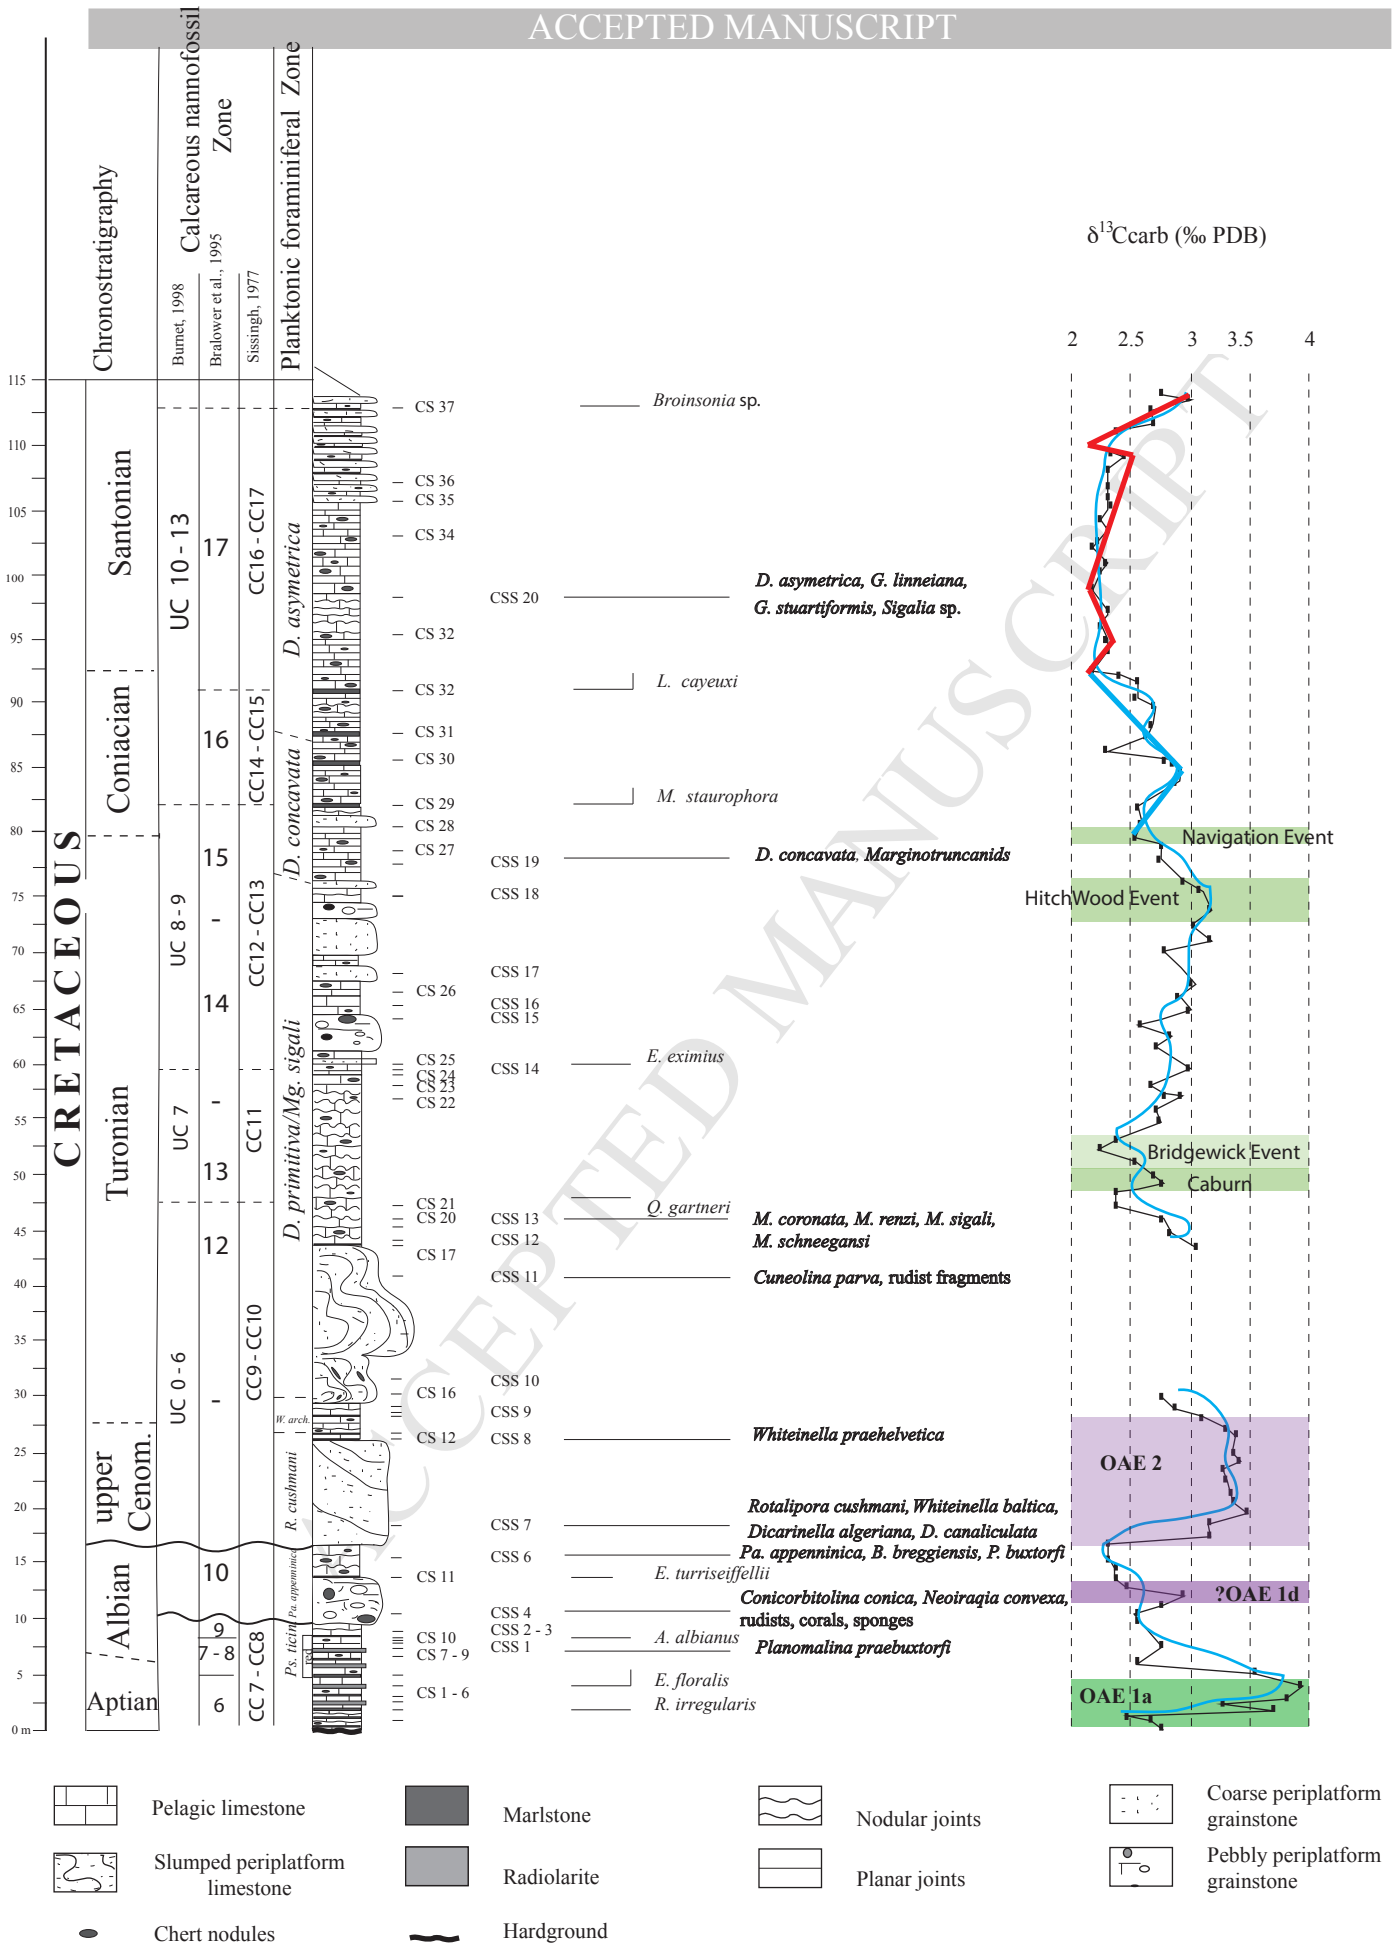 ACCEPTED MANUSCRIPT
Chronostratigraphy
Calcareous nannofossil
Zone
Burnet, 1998
Bralower et al., 1995
Sissingh, 1977
Planktonic foraminiferal Zone
δ13Ccarb (‰ PDB)
2 2.5 3 3.5 4
115
110
105
100
95
90
85
80
75
70
65
60
55
50
45
40
35
30
25
20
15
10
5
0 m
CRETACEOUS
Santonian
Coniacian
Turonian
upper
Cenom.
Albian
Aptian
UC 10 - 13
UC 8 - 9
UC 7
UC 0 - 6
17
16
15
-
14
-
13
12
-
10
9
7 - 8
6
CC16 - CC17
CC14 - CC15
CC12 - CC13
CC11
CC9 - CC10
CC 7 - CC8
D. asymetrica
D. concavata
D. primitiva/Mg. sigali
W. arch.
R. cushmani
Pa. appenninica
Ps. ticin
red
CS 37
CS 36
CS 35
CS 34
CS 32
CS 32
CS 31
CS 30
CS 29
CS 28
CS 27
CS 26
CS 25
CS 24
CS 23
CS 22
CS 21
CS 20
CS 17
CS 16
CS 12
CS 11
CS 10
CS 7 - 9
CS 1 - 6
CSS 20
CSS 19
CSS 18
CSS 17
CSS 16
CSS 15
CSS 14
CSS 13
CSS 12
CSS 11
CSS 10
CSS 9
CSS 8
CSS 7
CSS 6
CSS 4
CSS 2 - 3
CSS 1
Broinsonia sp.
D. asymetrica, G. linneiana,
G. stuartiformis, Sigalia sp.
L. cayeuxi
M. staurophora
D. concavata, Marginotruncanids
E. eximius
Q. gartneri
M. coronata, M. renzi, M. sigali,
M. schneegansi
Cuneolina parva, rudist fragments
Whiteinella praehelvetica
Rotalipora cushmani, Whiteinella baltica,
Dicarinella algeriana, D. canaliculata
Pa. appenninica, B. breggiensis, P. buxtorfi
E. turriseiffellii
Conicorbitolina conica, Neoiraqia convexa,
rudists, corals, sponges
A. albianus
Planomalina praebuxtorfi
E. floralis
R. irregularis
Navigation Event
HitchWood Event
Bridgewick Event
Caburn
OAE 2
?OAE 1d
OAE 1a
ACCEPTED MANUSCRIPT
Pelagic limestone
Marlstone
Nodular joints
Coarse periplatform
grainstone
Slumped periplatform
limestone
Radiolarite
Planar joints
Pebbly periplatform
grainstone
Chert nodules
Hardground